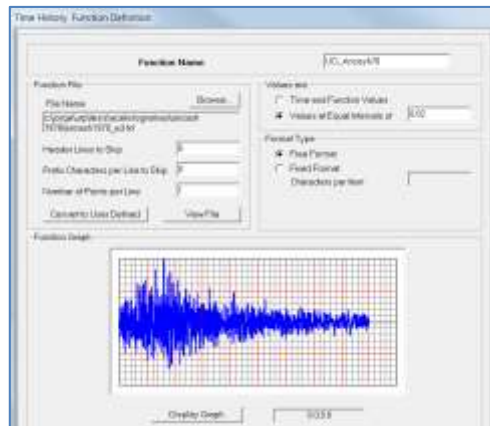 Time History Function Definition
Function Name
Function File
File Name
Browse...
Header Lines to Skip
Prefix Characters per Line to Skip
Number of Points per Line
Convert to User Defined
View File
Values are:
Time and Function Values
Values at Equal Intervals of
Format Type
Free Format
Fixed Format
Characters per Item
Function Graph
Display Graph